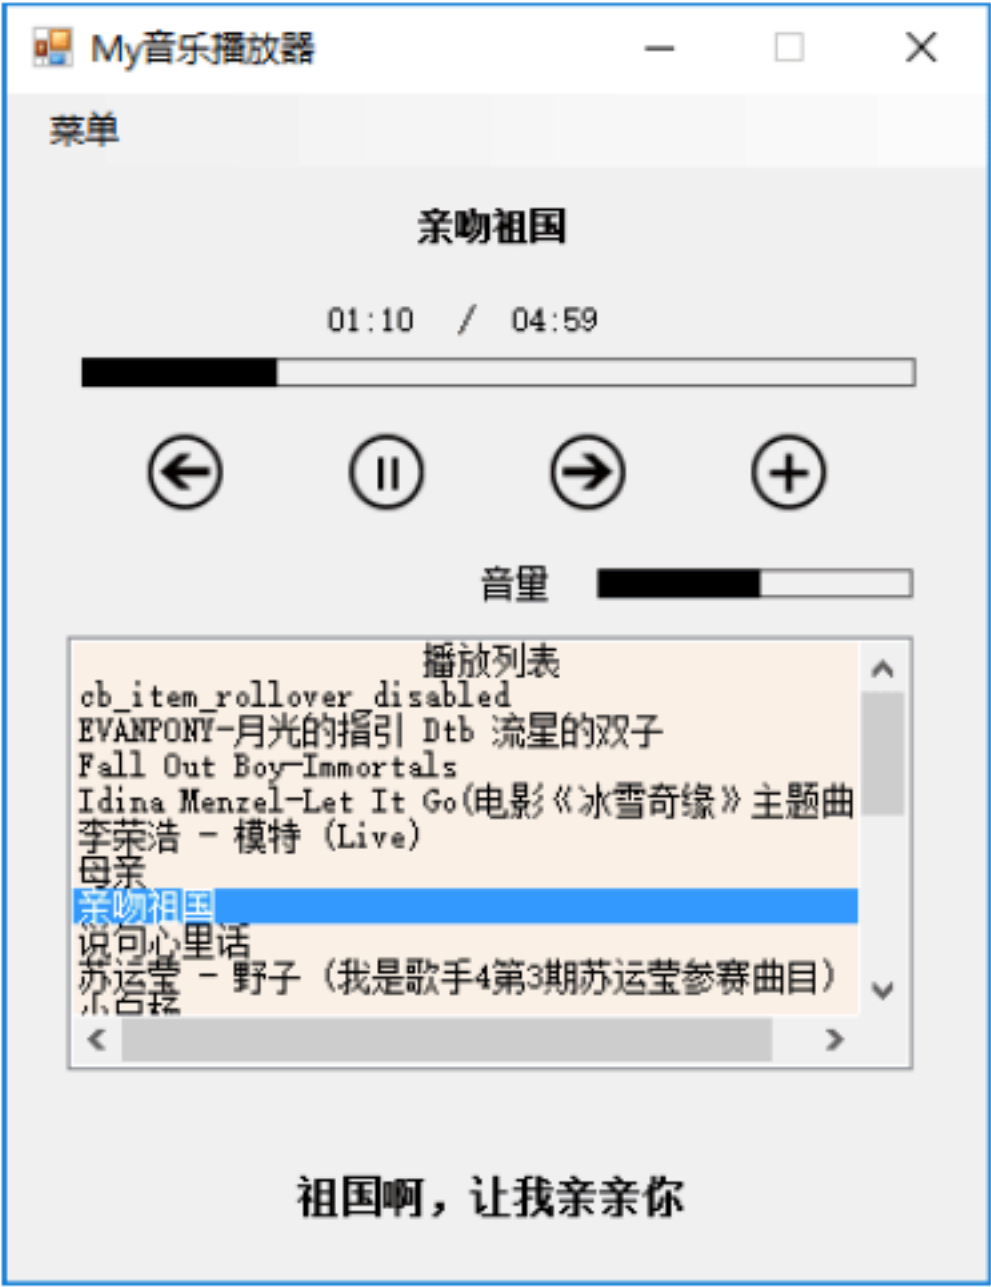 My音乐播放器
菜单
亲吻祖国
01:10 / 04:59
音量
播放列表
cb_item_rollover_disabled
EVANPONY-月光的指引 Dtb 流星的双子
Fall Out Boy-Immortals
Idina Menzel-Let It Go(电影《冰雪奇缘》主题曲
李荣浩 - 模特 (Live)
母亲
亲吻祖国
说句心里话
苏运莹 - 野子 (我是歌手4第3期苏运莹参赛曲目)
小白杨
祖国啊，让我亲亲你